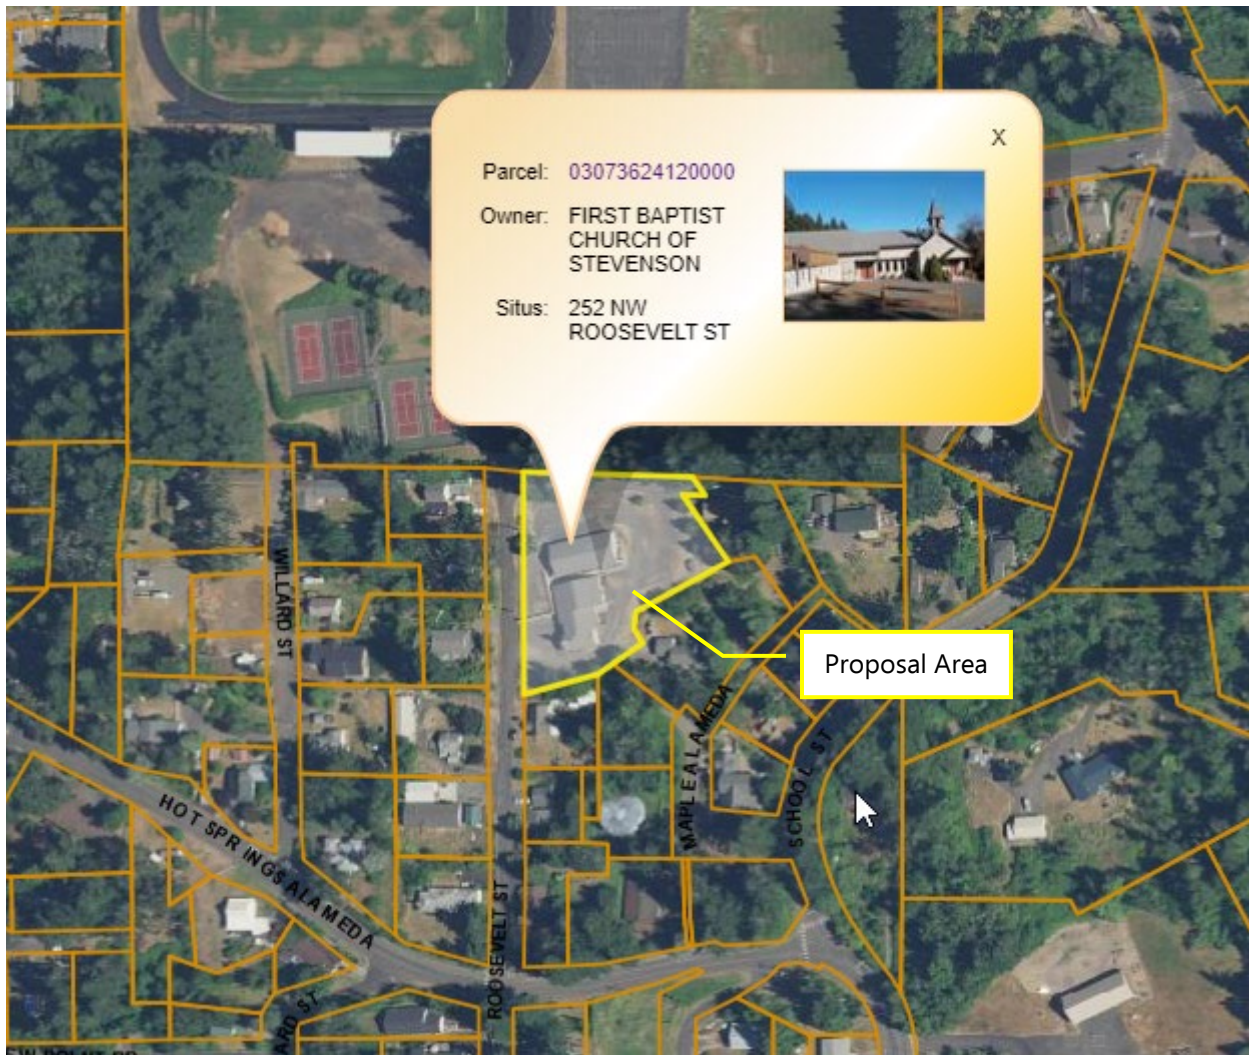 X
Parcel: 03073624120000
Owner: FIRST BAPTIST
CHURCH OF
STEVENSON
Situs: 252 NW
ROOSEVELT ST
WILLARD ST
Proposal Area
MAPLE ALAMEDA
SCHOOL ST
HOT SPRINGS ALAMEDA
ROOSEVELT ST
ARD ST